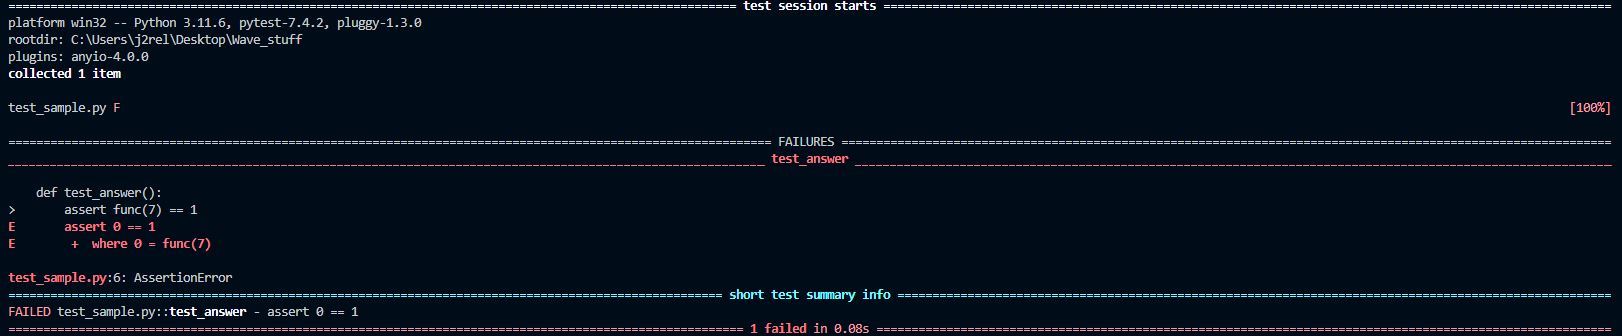 ============================== test session starts ==============================
platform win32 -- Python 3.11.6, pytest-7.4.2, pluggy-1.3.0
rootdir: C:\Users\j2rel\Desktop\Wave_stuff
plugins: anyio-4.0.0
collected 1 item

test_sample.py F [100%]

============================== FAILURES ==============================
______________________________ test_answer ______________________________

    def test_answer():
>       assert func(7) == 1
E       assert 0 == 1
E        +  where 0 = func(7)

test_sample.py:6: AssertionError
============================== short test summary info ==============================
FAILED test_sample.py::test_answer - assert 0 == 1
============================== 1 failed in 0.08s ==============================